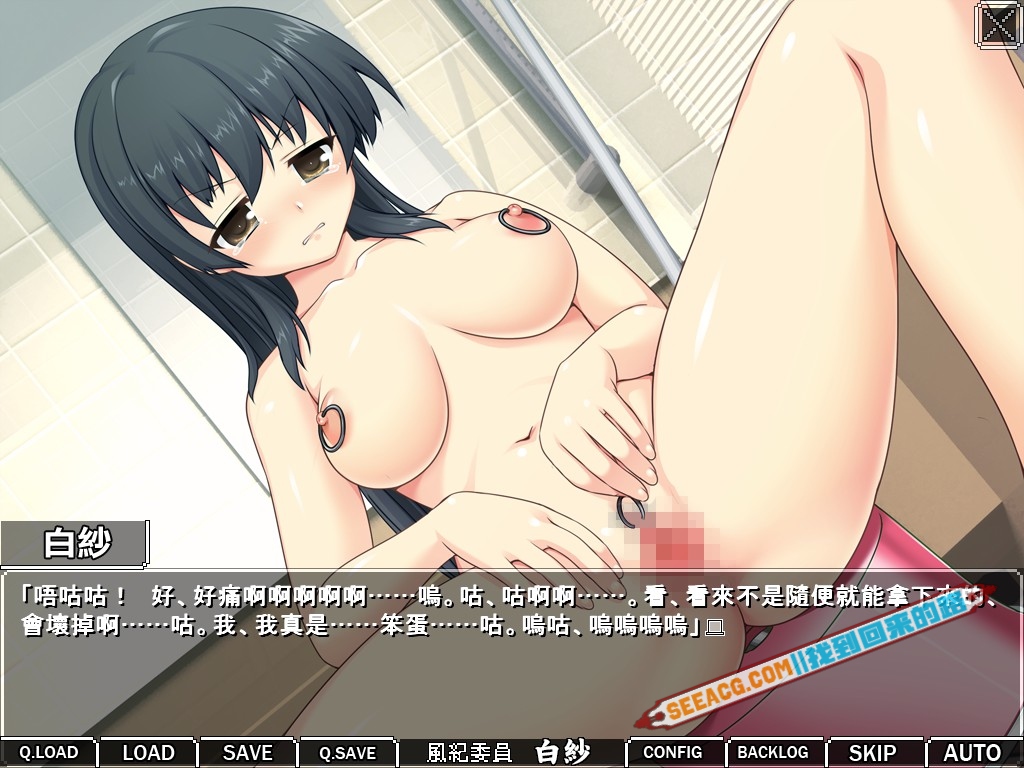 白紗
「唔咕咕！ 好、好痛啊啊啊啊啊……嗚。咕、咕啊啊……。看、看來不是隨便就能拿下
會壞掉啊……咕。我、我真是……笨蛋……咕。嗚咕、嗚嗚嗚嗚」
SEEACG.COM||找到回来的路
Q.LOAD LOAD SAVE Q.SAVE 風紀委員 白紗 CONFIG BACKLOG SKIP AUTO